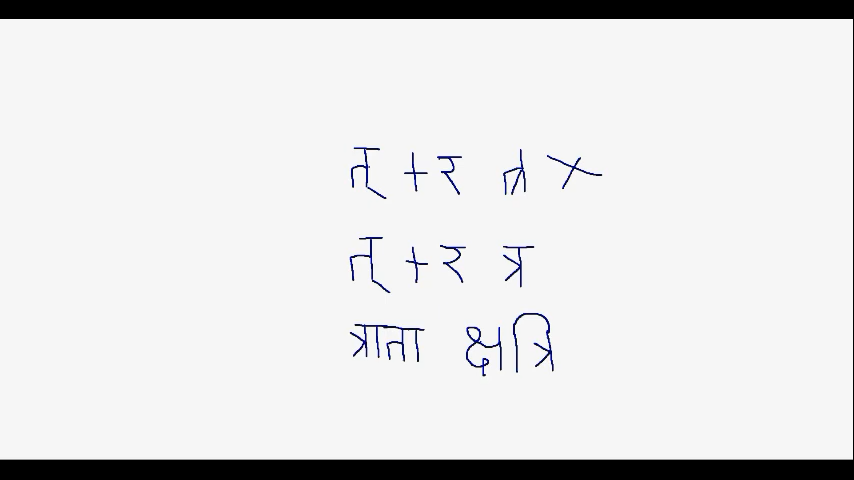 त् + र त्र ×
त् + र त्र
त्राता क्षत्रि